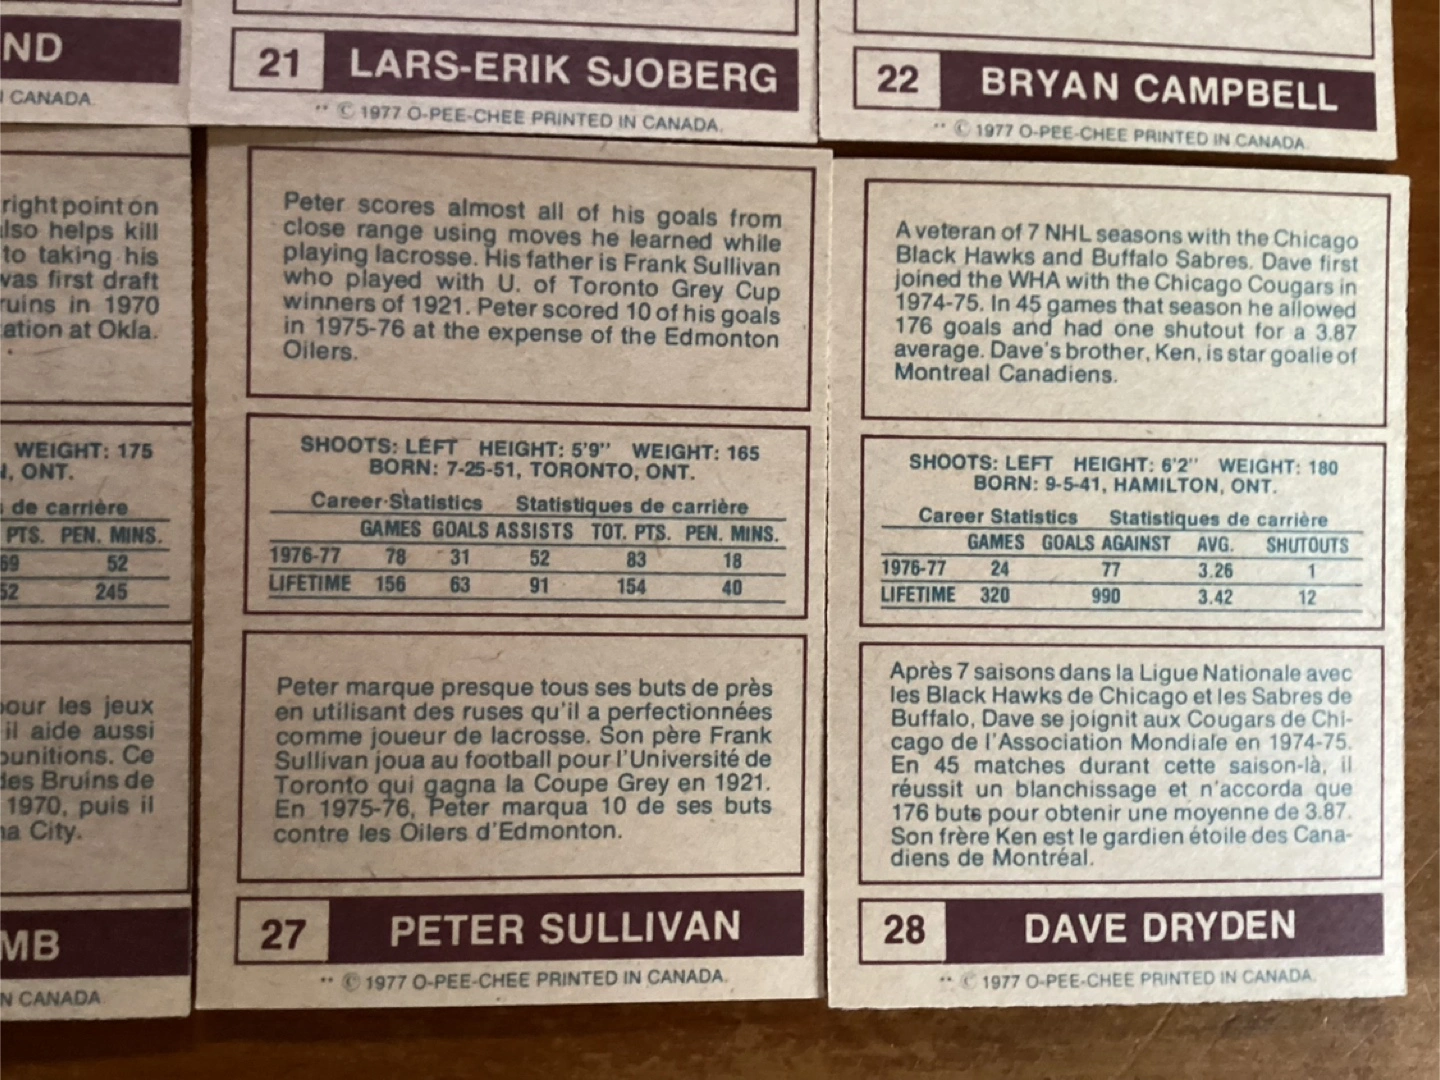 ND
CANADA.
21 LARS-ERIK SJOBERG
** © 1977 O-PEE-CHEE PRINTED IN CANADA.
22 BRYAN CAMPBELL
** © 1977 O-PEE-CHEE PRINTED IN CANADA.
right point on
also helps kill
to taking his
was first draft
ruins in 1970
ation at Okla.
WEIGHT: 175
, ONT.
de carrière
PTS. PEN. MINS.
69 52
52 245
pour les jeux
il aide aussi
punitions. Ce
des Bruins de
1970, puis il
a City.
MB
N CANADA
Peter scores almost all of his goals from
close range using moves he learned while
playing lacrosse. His father is Frank Sullivan
who played with U. of Toronto Grey Cup
winners of 1921. Peter scored 10 of his goals
in 1975-76 at the expense of the Edmonton
Oilers.
SHOOTS: LEFT HEIGHT: 5'9" WEIGHT: 165
BORN: 7-25-51, TORONTO, ONT.
Career Statistics Statistiques de carrière
GAMES GOALS ASSISTS TOT. PTS. PEN. MINS.
1976-77 78 31 52 83 18
LIFETIME 156 63 91 154 40
Peter marque presque tous ses buts de près
en utilisant des ruses qu'il a perfectionnées
comme joueur de lacrosse. Son père Frank
Sullivan joua au football pour l'Université de
Toronto qui gagna la Coupe Grey en 1921.
En 1975-76, Peter marqua 10 de ses buts
contre les Oilers d'Edmonton.
27 PETER SULLIVAN
** © 1977 O-PEE-CHEE PRINTED IN CANADA.
A veteran of 7 NHL seasons with the Chicago
Black Hawks and Buffalo Sabres. Dave first
joined the WHA with the Chicago Cougars in
1974-75. In 45 games that season he allowed
176 goals and had one shutout for a 3.87
average. Dave's brother, Ken, is star goalie of
Montreal Canadiens.
SHOOTS: LEFT HEIGHT: 6'2" WEIGHT: 180
BORN: 9-5-41, HAMILTON, ONT.
Career Statistics Statistiques de carrière
GAMES GOALS AGAINST AVG. SHUTOUTS
1976-77 24 77 3.26 1
LIFETIME 320 990 3.42 12
Après 7 saisons dans la Ligue Nationale avec
les Black Hawks de Chicago et les Sabres de
Buffalo, Dave se joignit aux Cougars de Chi-
cago de l'Association Mondiale en 1974-75.
En 45 matches durant cette saison-là, il
réussit un blanchissage et n'accorda que
176 buts pour obtenir une moyenne de 3.87.
Son frère Ken est le gardien étoile des Cana-
diens de Montréal.
28 DAVE DRYDEN
** © 1977 O-PEE-CHEE PRINTED IN CANADA.